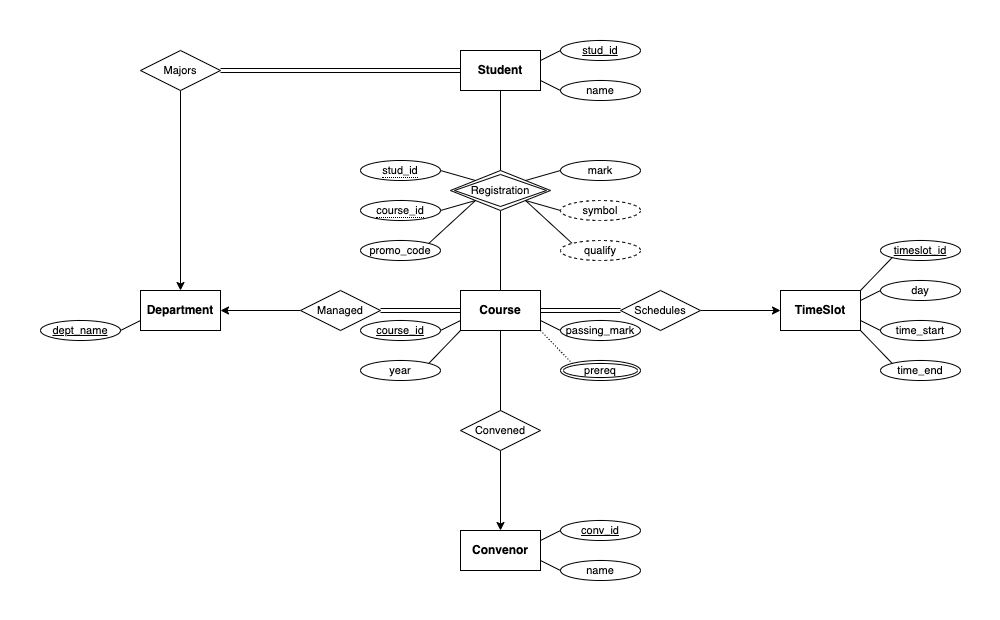 stud_id
Majors
Student
name
stud_id
mark
Registration
course_id
symbol
promo_code
qualify
timeslot_id
day
Department
Managed
Course
Schedules
TimeSlot
dept_name
course_id
passing_mark
time_start
year
prereq
time_end
Convened
conv_id
Convenor
name